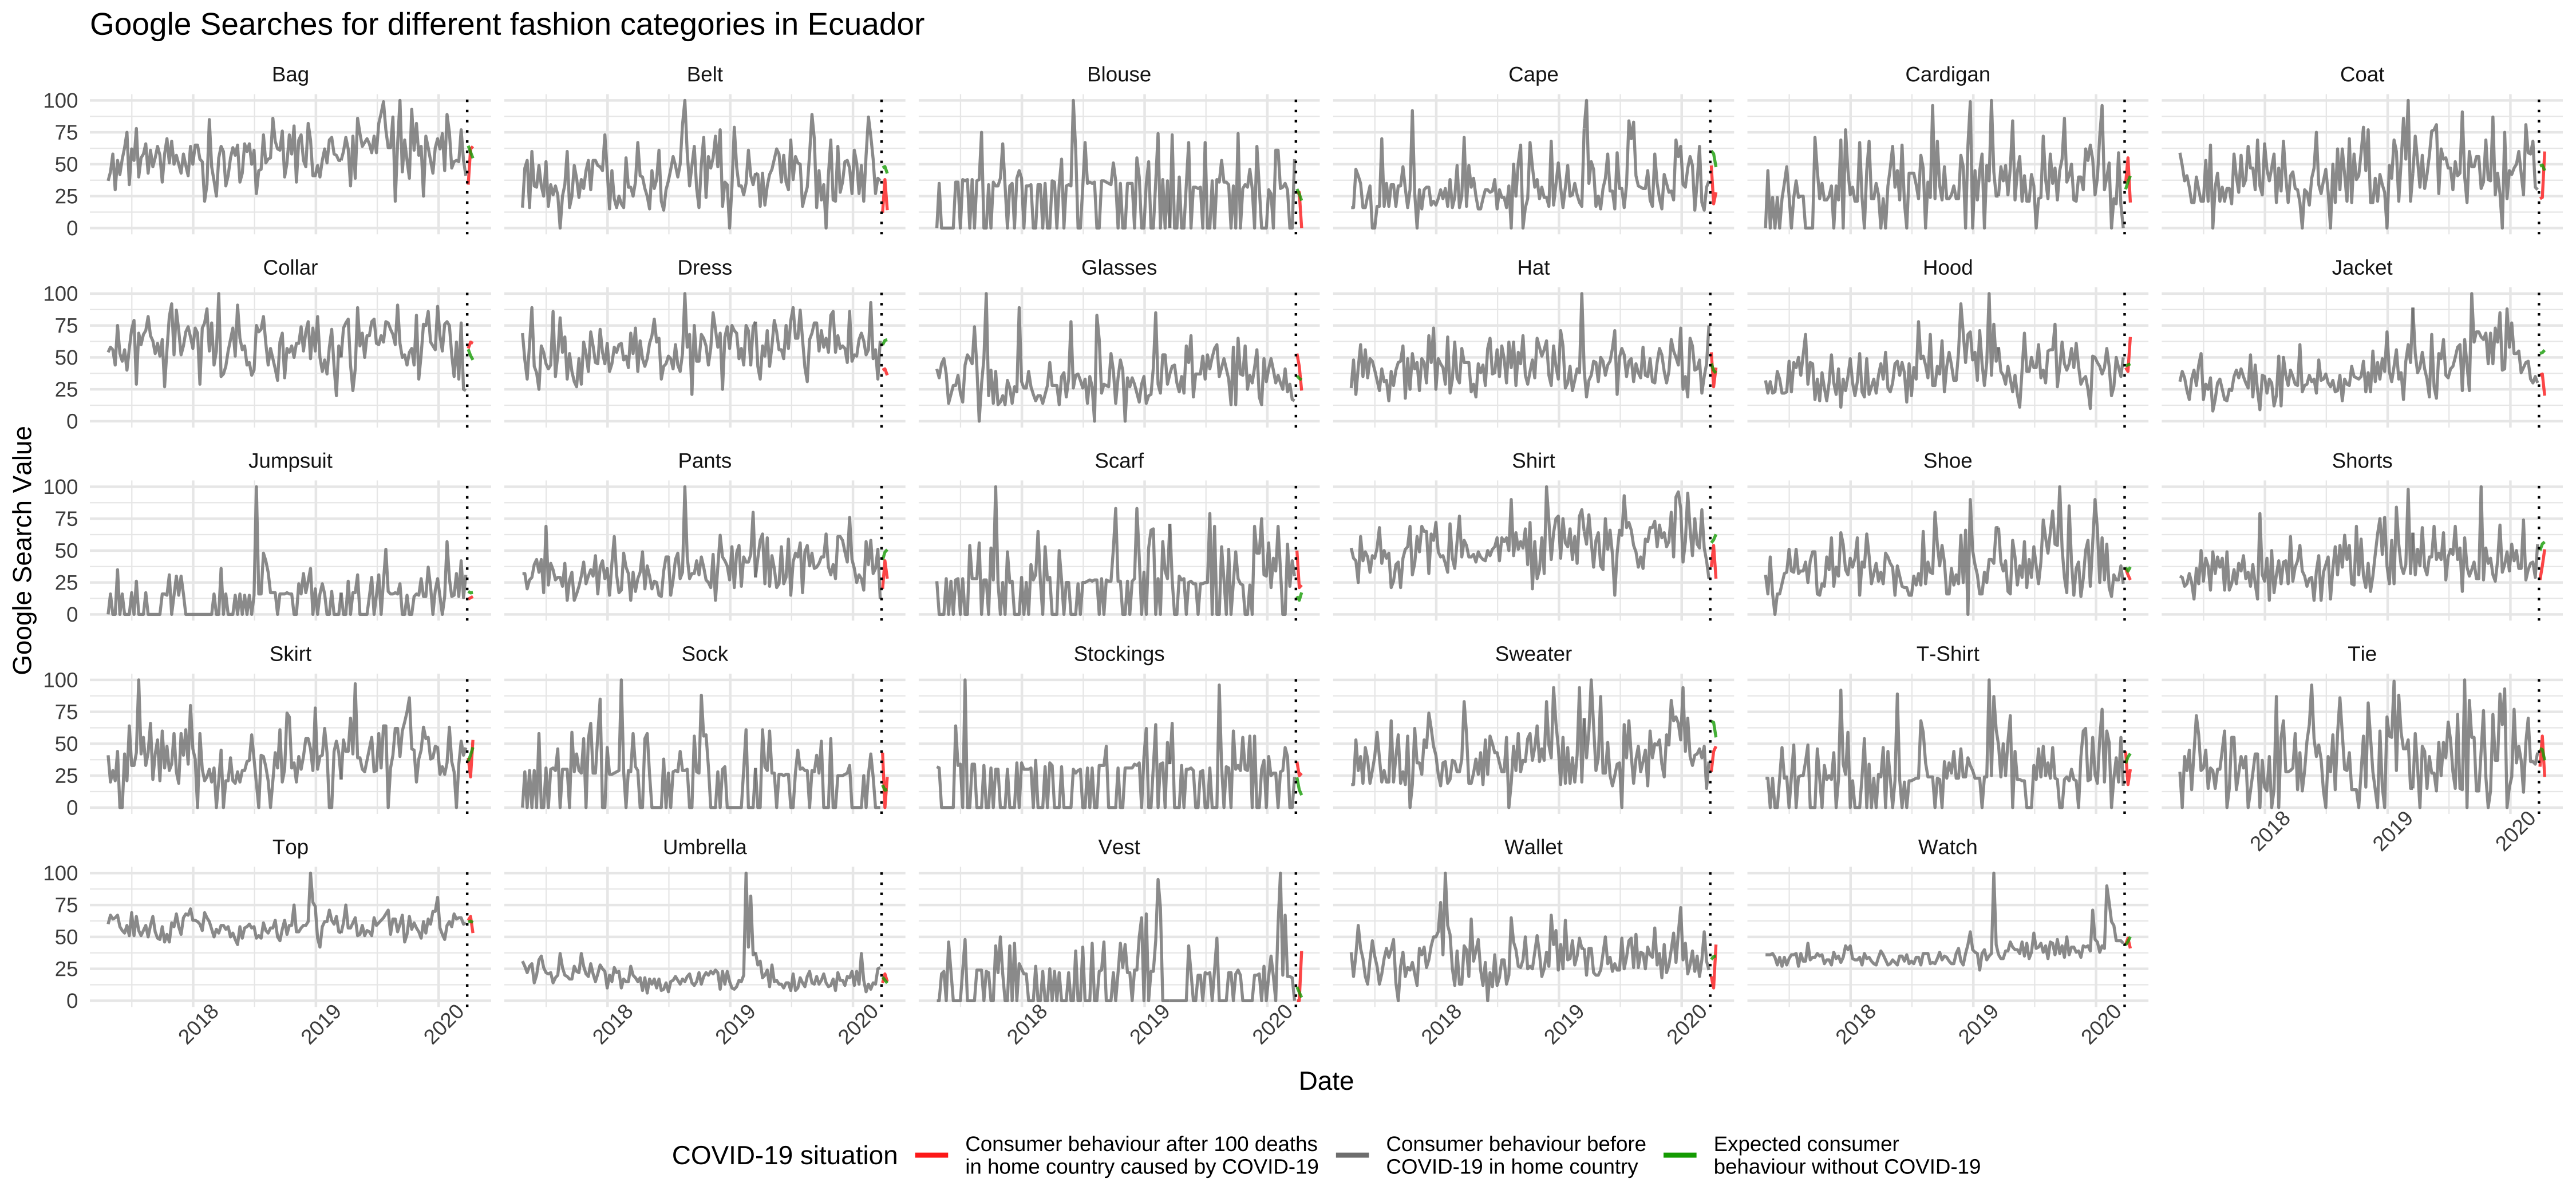 Google Searches for different fashion categories in Ecuador
Bag Belt Blouse Cape Cardigan Coat
100
75
50
25
0
Collar Dress Glasses Hat Hood Jacket
100
75
50
25
0
Jumpsuit Pants Scarf Shirt Shoe Shorts
100
75
50
25
0
Skirt Sock Stockings Sweater T-Shirt Tie
100
75
50
25
0
2018 2019 2020
Top Umbrella Vest Wallet Watch
100
75
50
25
0
2018 2019 2020 2018 2019 2020 2018 2019 2020 2018 2019 2020 2018 2019 2020
Google Search Value
Date
COVID-19 situation
Consumer behaviour after 100 deaths
in home country caused by COVID-19
Consumer behaviour before
COVID-19 in home country
Expected consumer
behaviour without COVID-19